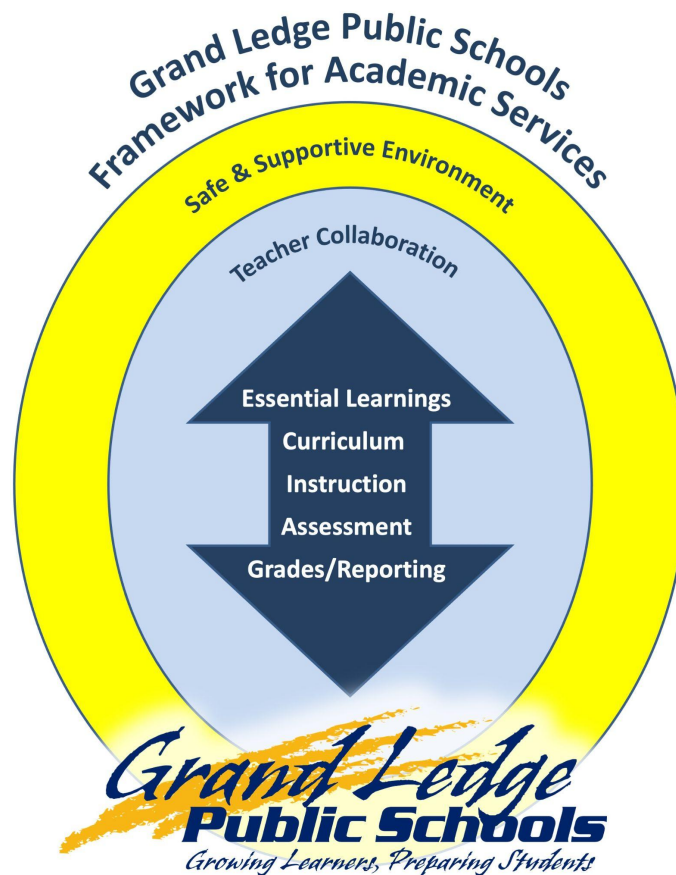 Grand Ledge Public Schools
Framework for Academic Services
Safe & Supportive Environment
Teacher Collaboration
Essential Learnings
Curriculum
Instruction
Assessment
Grades/Reporting
Grand Ledge
Public Schools
Growing Learners, Preparing Students